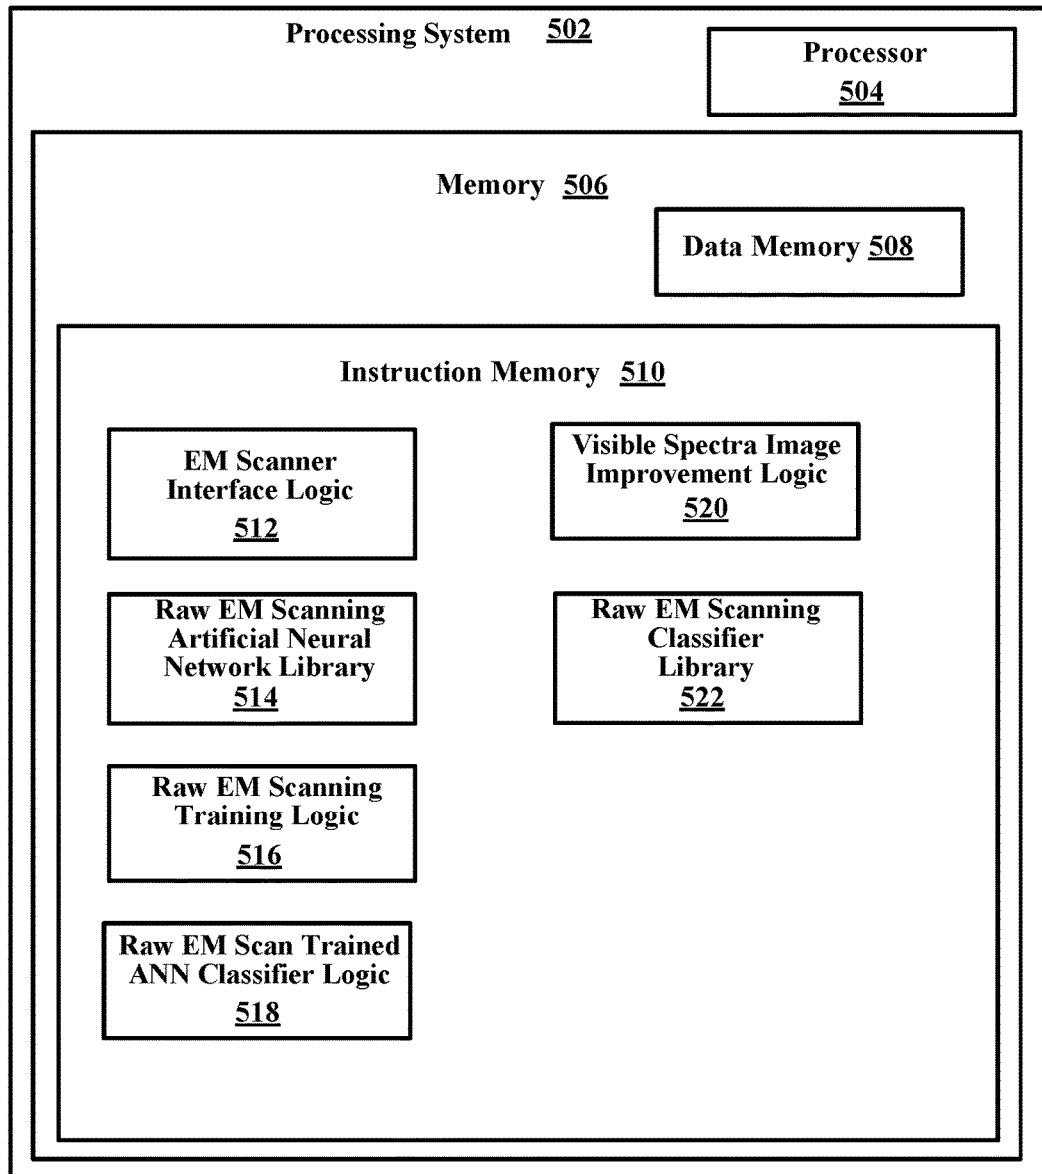 Processing System 502
Processor
504
Memory 506
Data Memory 508
Instruction Memory 510
EM Scanner
Interface Logic
512
Visible Spectra Image
Improvement Logic
520
Raw EM Scanning
Artificial Neural
Network Library
514
Raw EM Scanning
Classifier
Library
522
Raw EM Scanning
Training Logic
516
Raw EM Scan Trained
ANN Classifier Logic
518